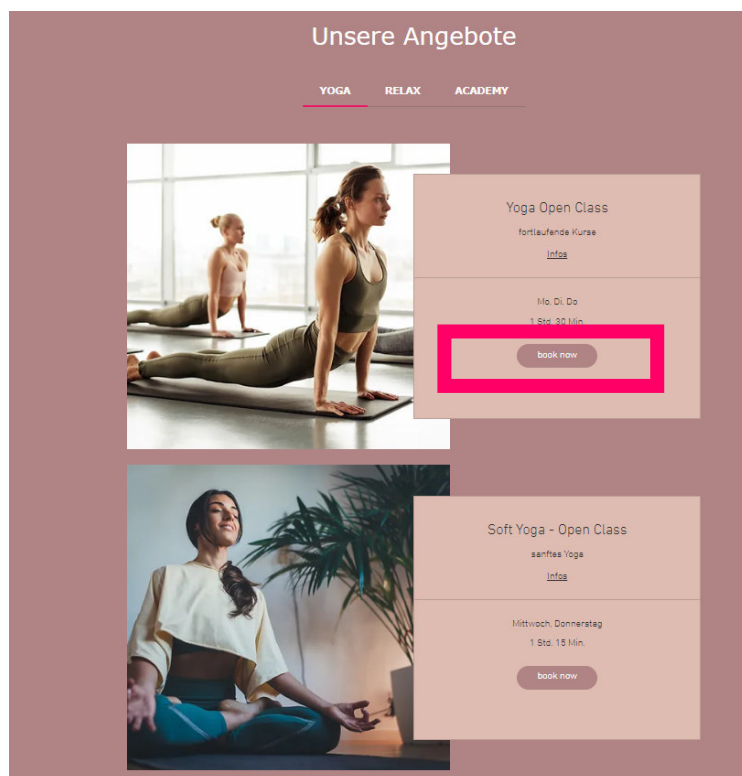 Unsere Angebote
YOGA RELAX ACADEMY
Yoga Open Class
fortlaufende Kurse
Infos
Mo, Di, Do
1 Std. 30 Min.
book now
Soft Yoga - Open Class
sanftes Yoga
Infos
Mittwoch, Donnerstag
1 Std. 15 Min.
book now